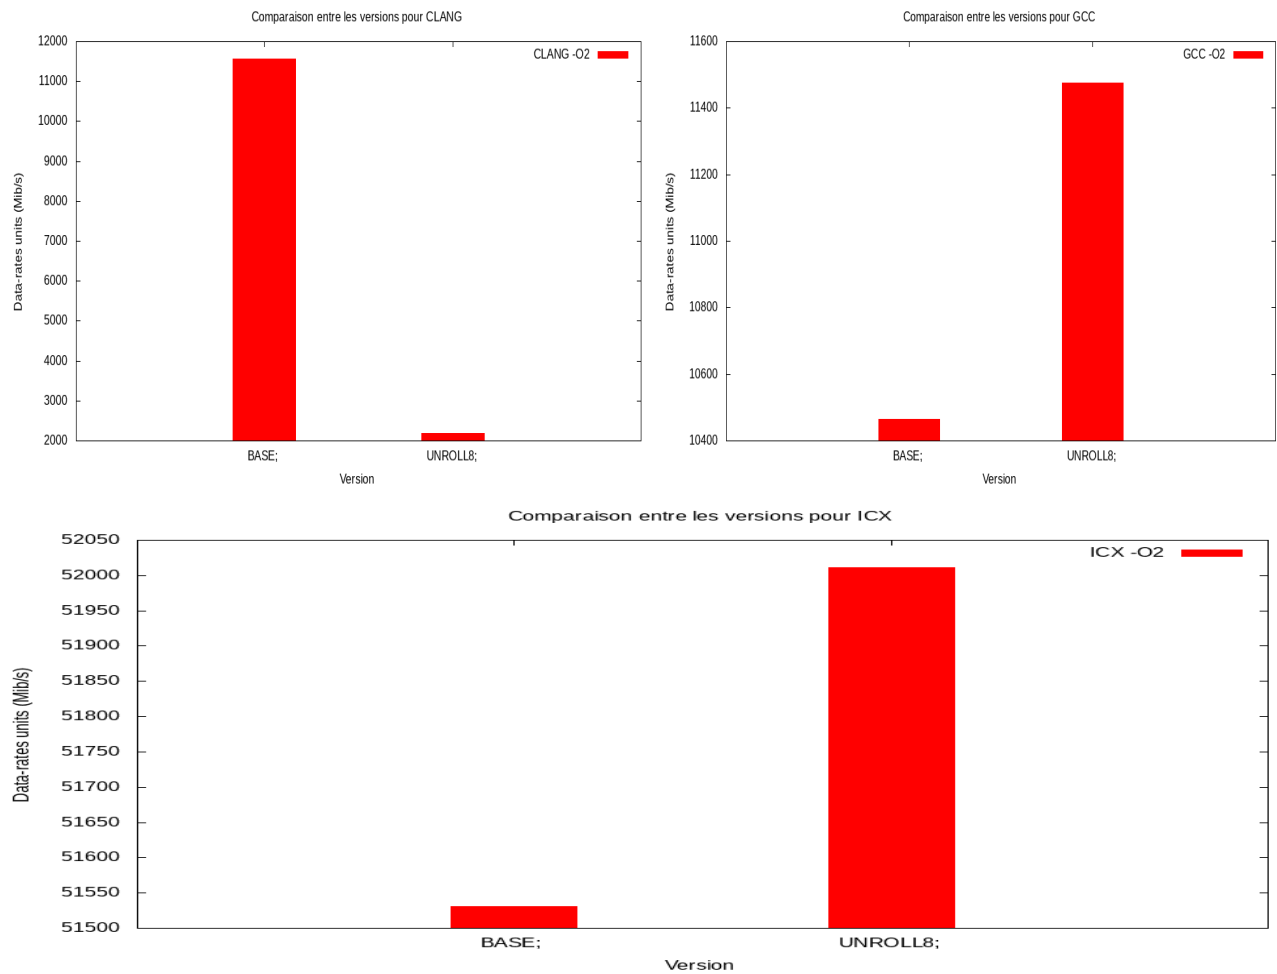 Comparaison entre les versions pour CLANG
CLANG -O2
12000
11000
10000
9000
8000
7000
6000
5000
4000
3000
2000
Data-rates units (Mib/s)
BASE; UNROLL8;
Version
Comparaison entre les versions pour GCC
GCC -O2
11600
11400
11200
11000
10800
10600
10400
Data-rates units (Mib/s)
BASE; UNROLL8;
Version
Comparaison entre les versions pour ICX
ICX -O2
52050
52000
51950
51900
51850
51800
51750
51700
51650
51600
51550
51500
Data-rates units (Mib/s)
BASE; UNROLL8;
Version